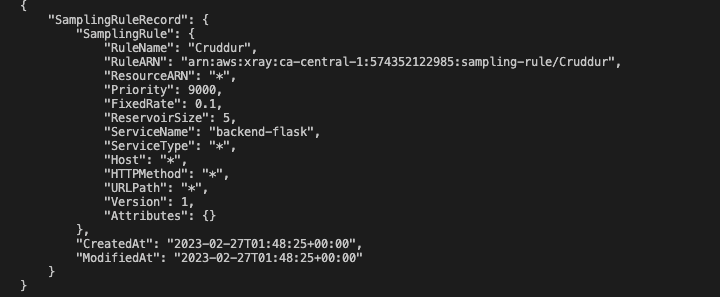 {
    "SamplingRuleRecord": {
        "SamplingRule": {
            "RuleName": "Cruddur",
            "RuleARN": "arn:aws:xray:ca-central-1:574352122985:sampling-rule/Cruddur",
            "ResourceARN": "*",
            "Priority": 9000,
            "FixedRate": 0.1,
            "ReservoirSize": 5,
            "ServiceName": "backend-flask",
            "ServiceType": "*",
            "Host": "*",
            "HTTPMethod": "*",
            "URLPath": "*",
            "Version": 1,
            "Attributes": {}
        },
        "CreatedAt": "2023-02-27T01:48:25+00:00",
        "ModifiedAt": "2023-02-27T01:48:25+00:00"
    }
}